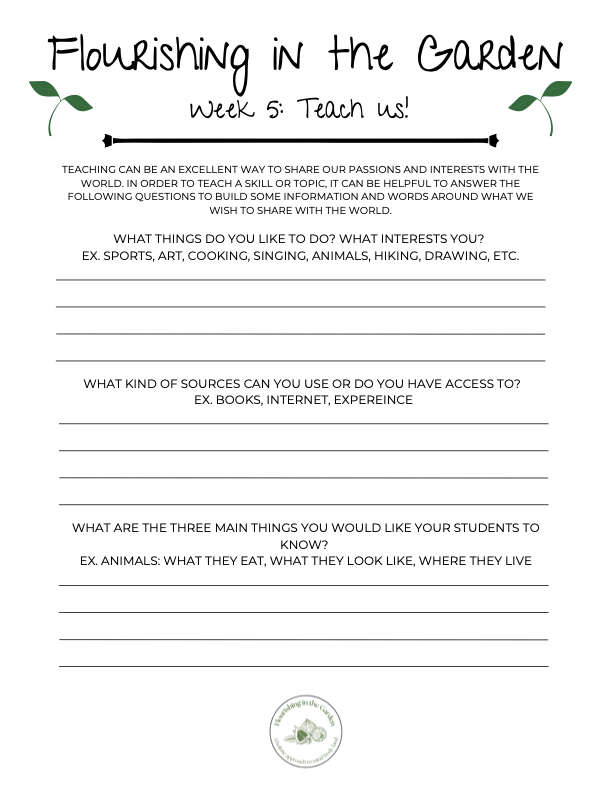 Flourishing in the Garden
Week 5: Teach us!
TEACHING CAN BE AN EXCELLENT WAY TO SHARE OUR PASSIONS AND INTERESTS WITH THE
WORLD. IN ORDER TO TEACH A SKILL OR TOPIC, IT CAN BE HELPFUL TO ANSWER THE
FOLLOWING QUESTIONS TO BUILD SOME INFORMATION AND WORDS AROUND WHAT WE
WISH TO SHARE WITH THE WORLD.
WHAT THINGS DO YOU LIKE TO DO? WHAT INTERESTS YOU?
EX. SPORTS, ART, COOKING, SINGING, ANIMALS, HIKING, DRAWING, ETC.
WHAT KIND OF SOURCES CAN YOU USE OR DO YOU HAVE ACCESS TO?
EX. BOOKS, INTERNET, EXPEREINCE
WHAT ARE THE THREE MAIN THINGS YOU WOULD LIKE YOUR STUDENTS TO
KNOW?
EX. ANIMALS: WHAT THEY EAT, WHAT THEY LOOK LIKE, WHERE THEY LIVE
Flourishing in the Garden